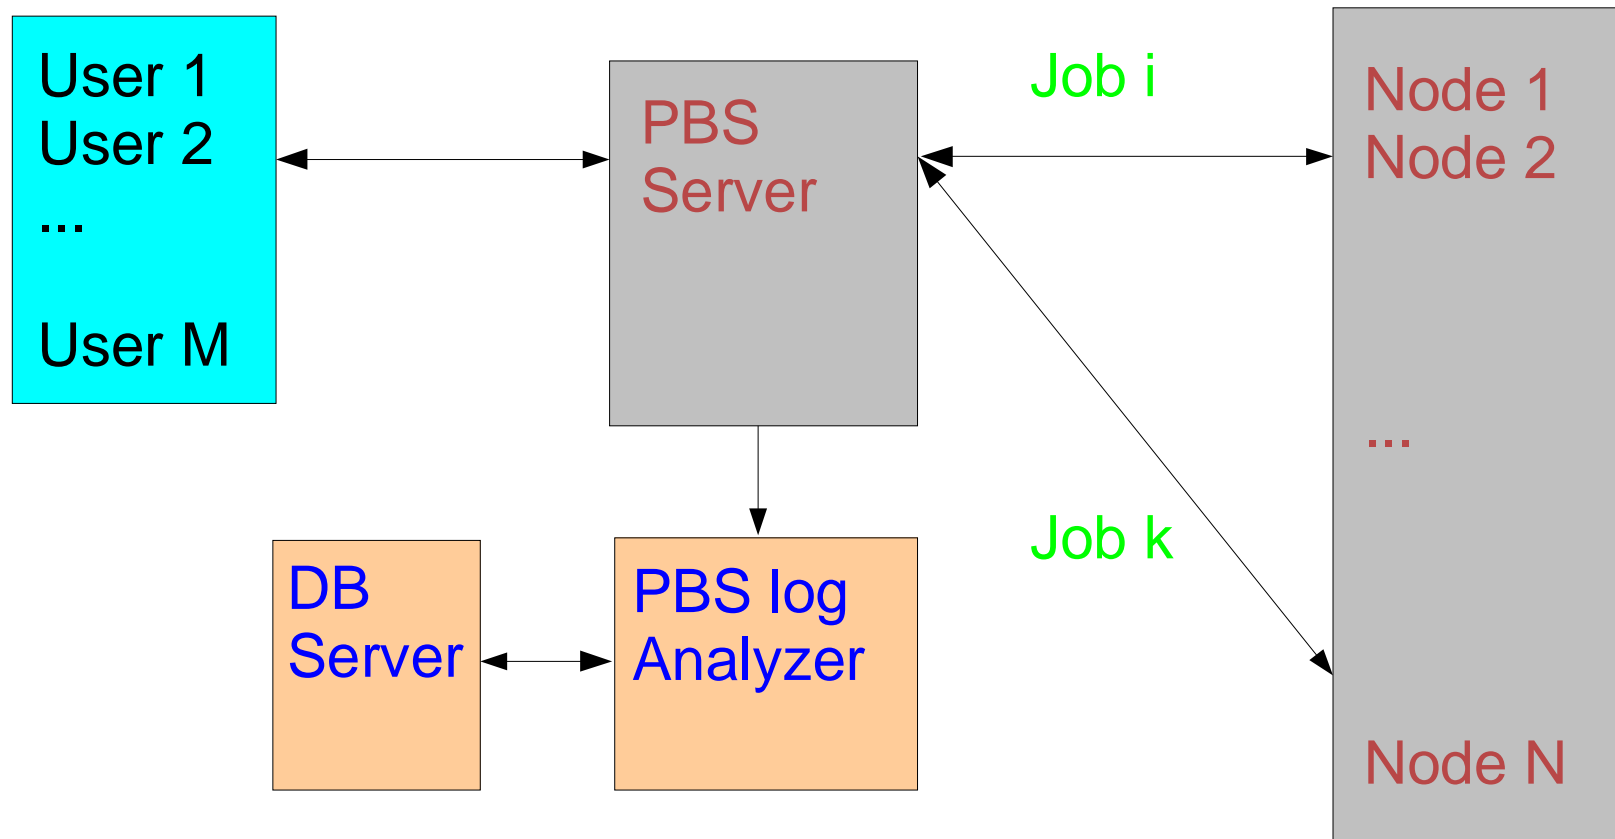 User 1
User 2
...
User M
PBS
Server
Job i
Job k
Node 1
Node 2
...
Node N
DB
Server
PBS log
Analyzer